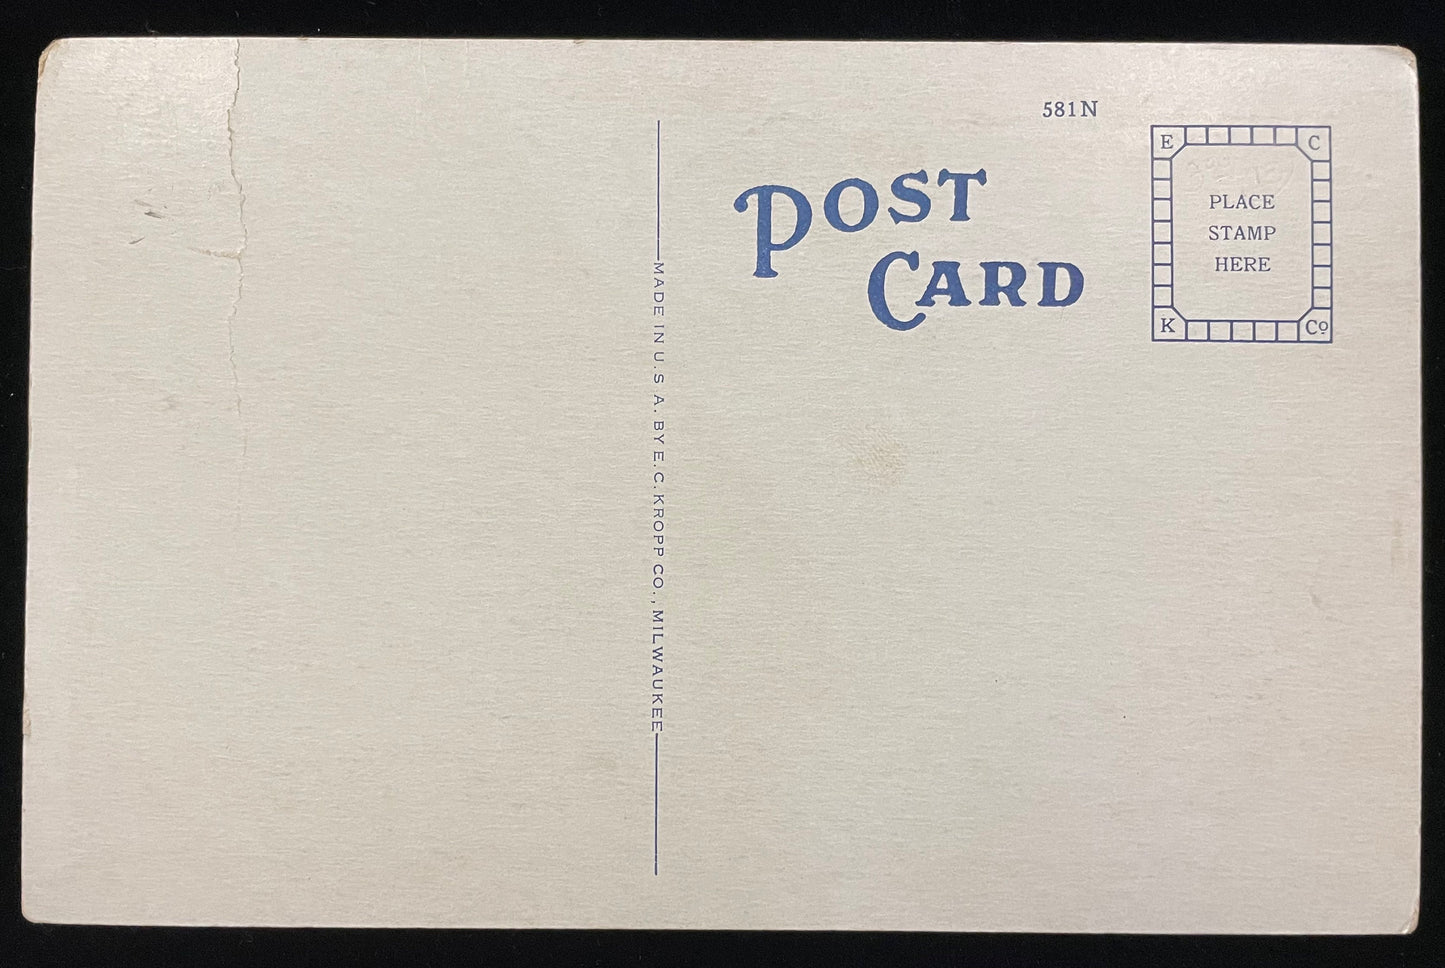 581N
POST
CARD
E C
PLACE
STAMP
HERE
K Cº
MADE IN U. S A. BY E. C. KROPP CO., MILWAUKEE